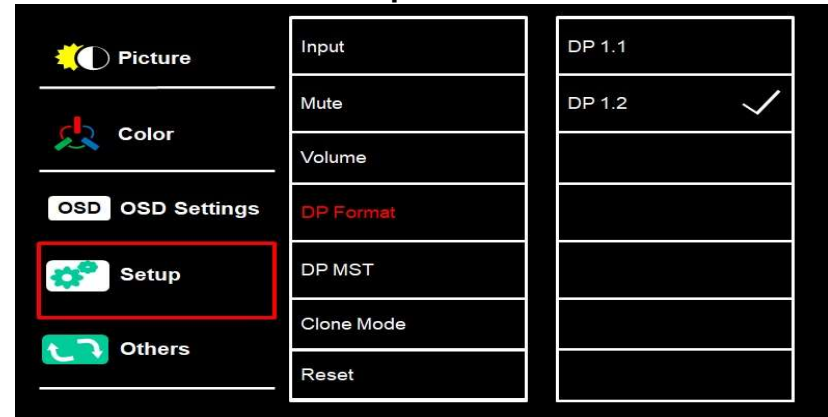 Picture
Color
OSD OSD Settings
Setup
Others
Input
Mute
Volume
DP Format
DP MST
Clone Mode
Reset
DP 1.1
DP 1.2